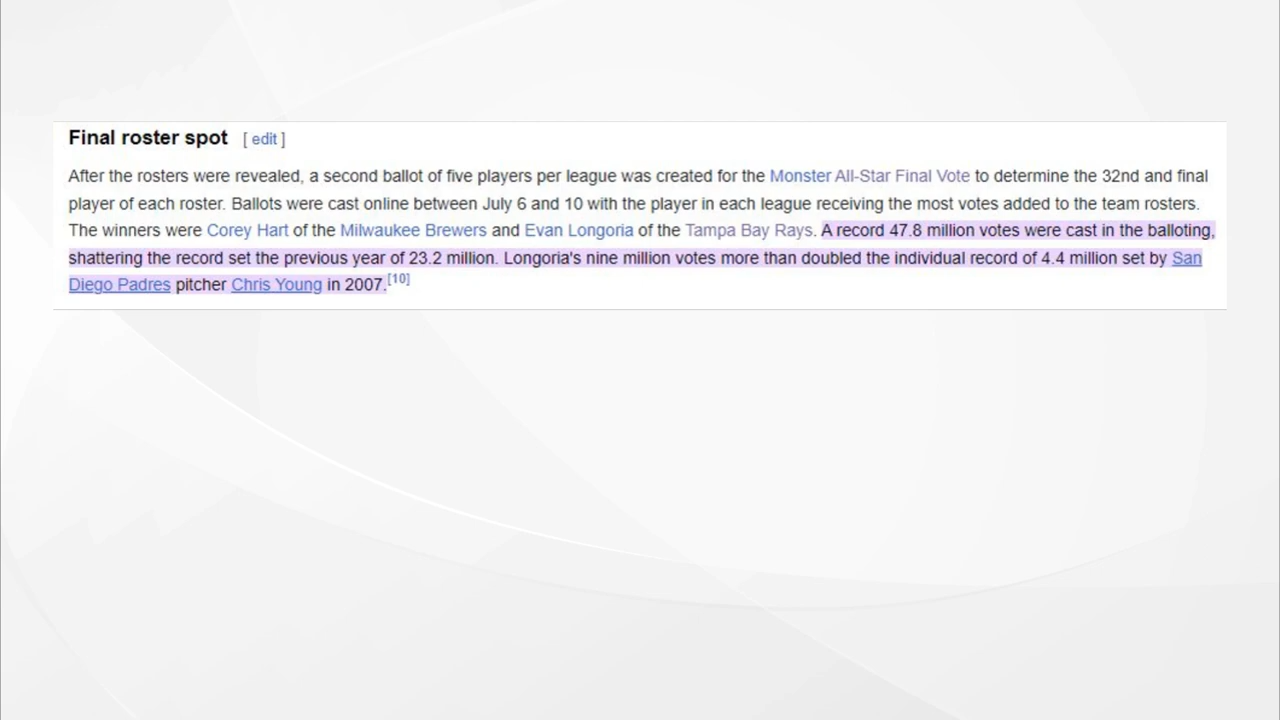 Final roster spot [ edit ]
After the rosters were revealed, a second ballot of five players per league was created for the Monster All-Star Final Vote to determine the 32nd and final
player of each roster. Ballots were cast online between July 6 and 10 with the player in each league receiving the most votes added to the team rosters.
The winners were Corey Hart of the Milwaukee Brewers and Evan Longoria of the Tampa Bay Rays. A record 47.8 million votes were cast in the balloting,
shattering the record set the previous year of 23.2 million. Longoria's nine million votes more than doubled the individual record of 4.4 million set by San
Diego Padres pitcher Chris Young in 2007.[10]